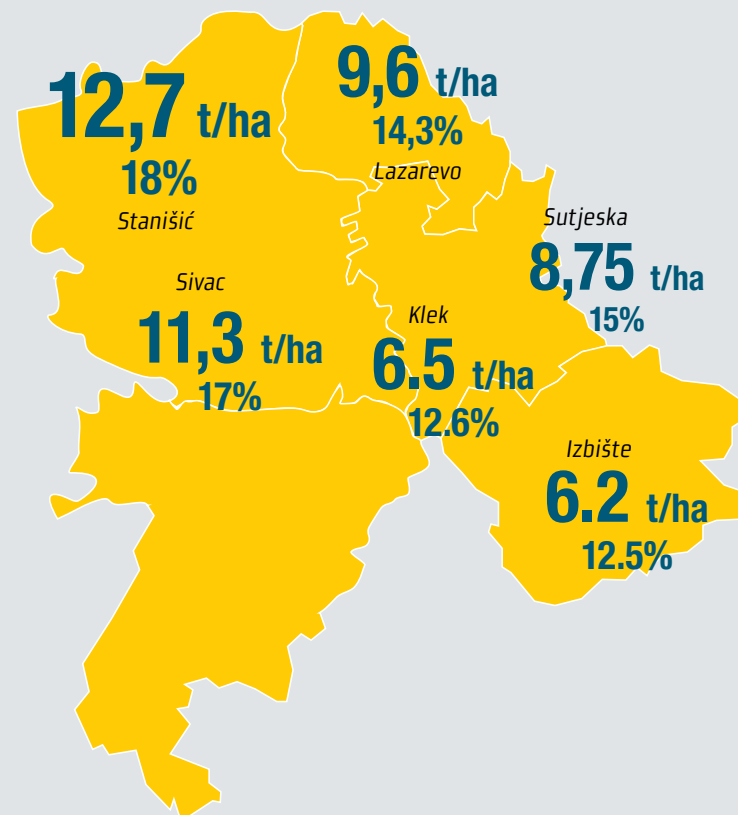 12,7 t/ha
18%
Stanišić
9,6 t/ha
14,3%
Lazarevo
Sutjeska
8,75 t/ha
15%
Sivac
11,3 t/ha
17%
Klek
6.5 t/ha
12.6%
Izbište
6.2 t/ha
12.5%